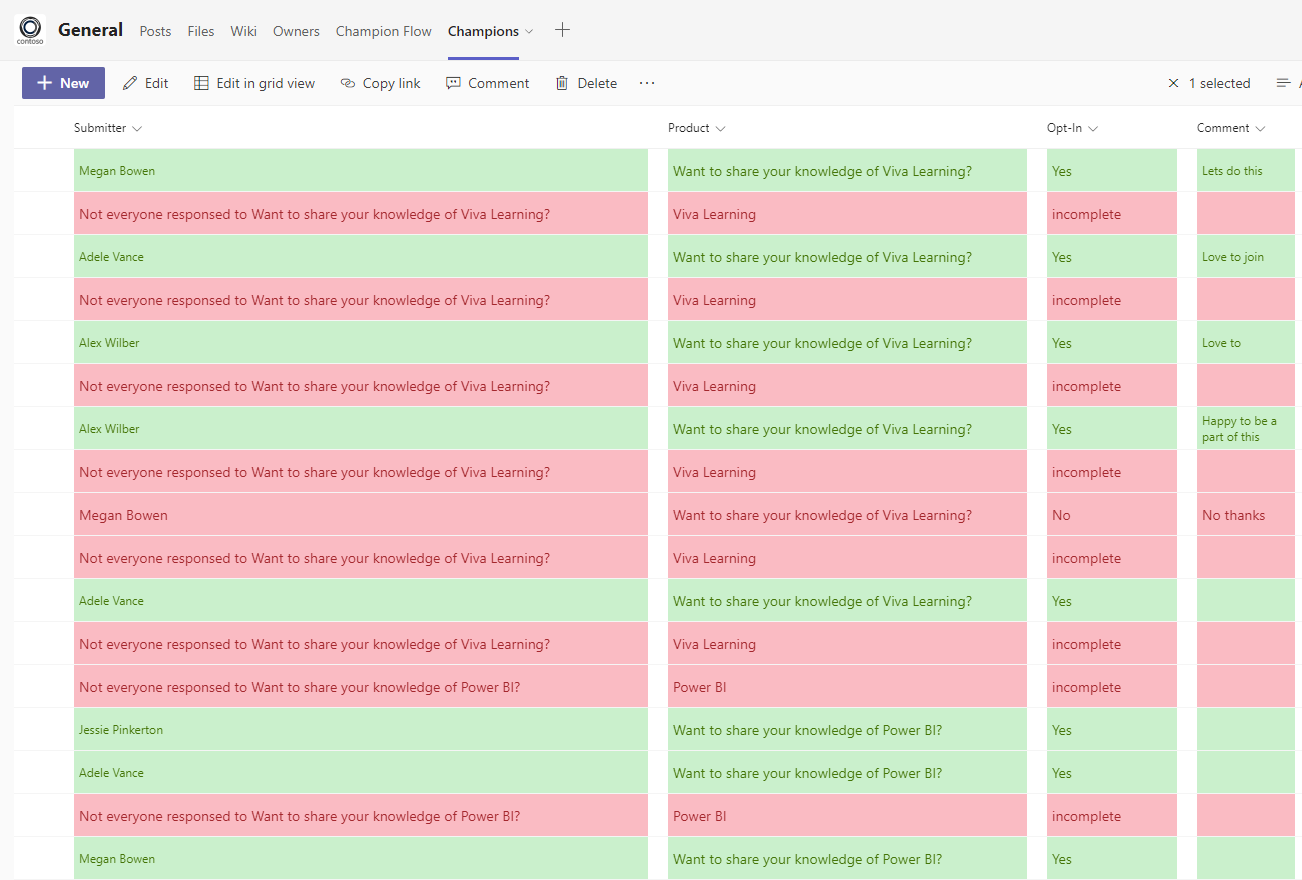 contoso
General Posts Files Wiki Owners Champion Flow Champions
New Edit Edit in grid view Copy link Comment Delete ... 1 selected
Submitter Product Opt-In Comment
Megan Bowen Want to share your knowledge of Viva Learning? Yes Lets do this
Not everyone responsed to Want to share your knowledge of Viva Learning? Viva Learning incomplete
Adele Vance Want to share your knowledge of Viva Learning? Yes Love to join
Not everyone responsed to Want to share your knowledge of Viva Learning? Viva Learning incomplete
Alex Wilber Want to share your knowledge of Viva Learning? Yes Love to
Not everyone responsed to Want to share your knowledge of Viva Learning? Viva Learning incomplete
Alex Wilber Want to share your knowledge of Viva Learning? Yes Happy to be a
part of this
Not everyone responsed to Want to share your knowledge of Viva Learning? Viva Learning incomplete
Megan Bowen Want to share your knowledge of Viva Learning? No No thanks
Not everyone responsed to Want to share your knowledge of Viva Learning? Viva Learning incomplete
Adele Vance Want to share your knowledge of Viva Learning? Yes
Not everyone responsed to Want to share your knowledge of Viva Learning? Viva Learning incomplete
Not everyone responsed to Want to share your knowledge of Power BI? Power BI incomplete
Jessie Pinkerton Want to share your knowledge of Power BI? Yes
Adele Vance Want to share your knowledge of Power BI? Yes
Not everyone responsed to Want to share your knowledge of Power BI? Power BI incomplete
Megan Bowen Want to share your knowledge of Power BI? Yes